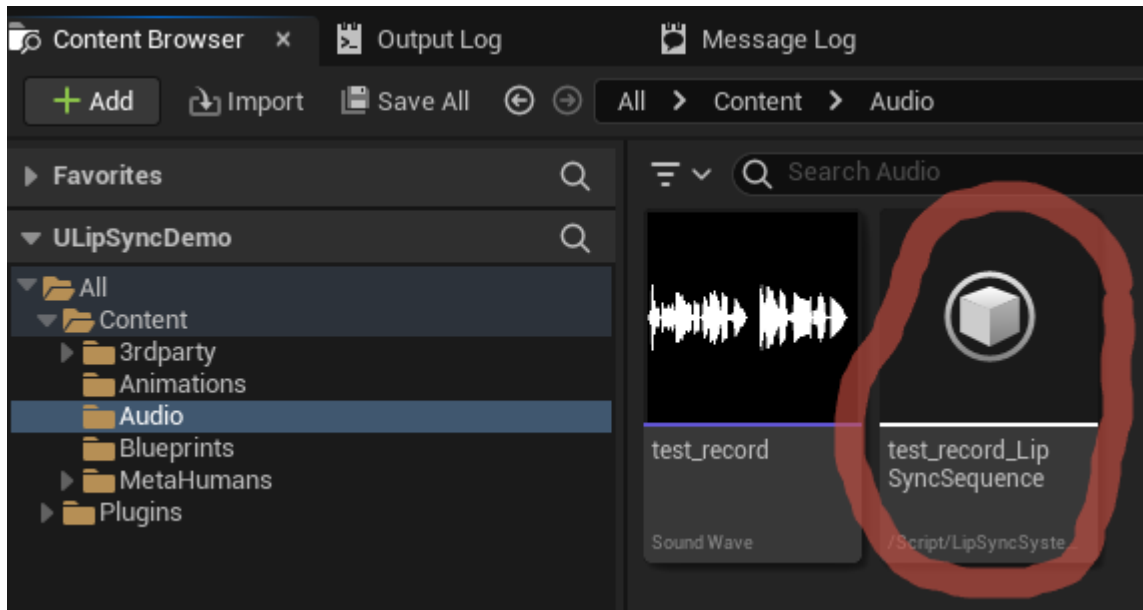 Content Browser
Output Log
Message Log
Add
Import
Save All
All
Content
Audio
Favorites
Search Audio
ULipSyncDemo
All
Content
3rdparty
Animations
Audio
Blueprints
MetaHumans
Plugins
test_record
Sound Wave
test_record_Lip
SyncSequence
/Script/LipSyncSyste...